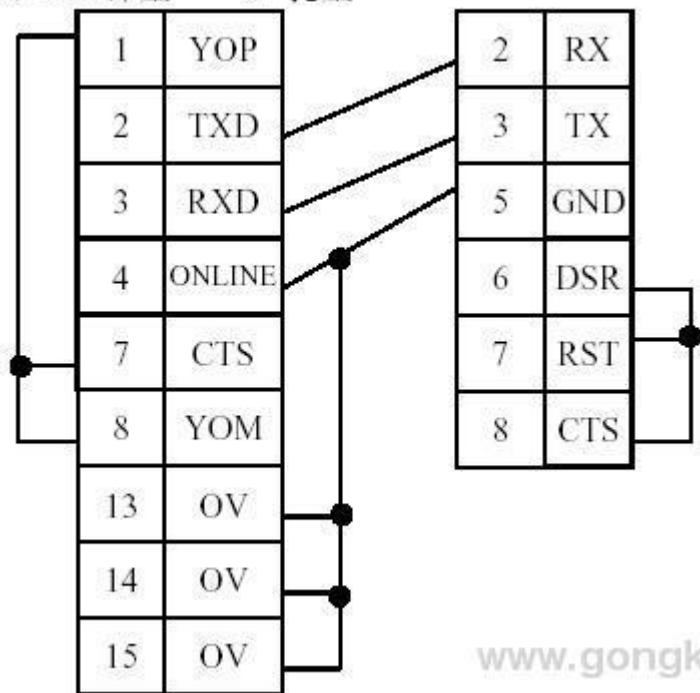 1 YOP
2 TXD
3 RXD
4 ONLINE
7 CTS
8 YOM
13 OV
14 OV
15 OV
2 RX
3 TX
5 GND
6 DSR
7 RST
8 CTS
www.gongk